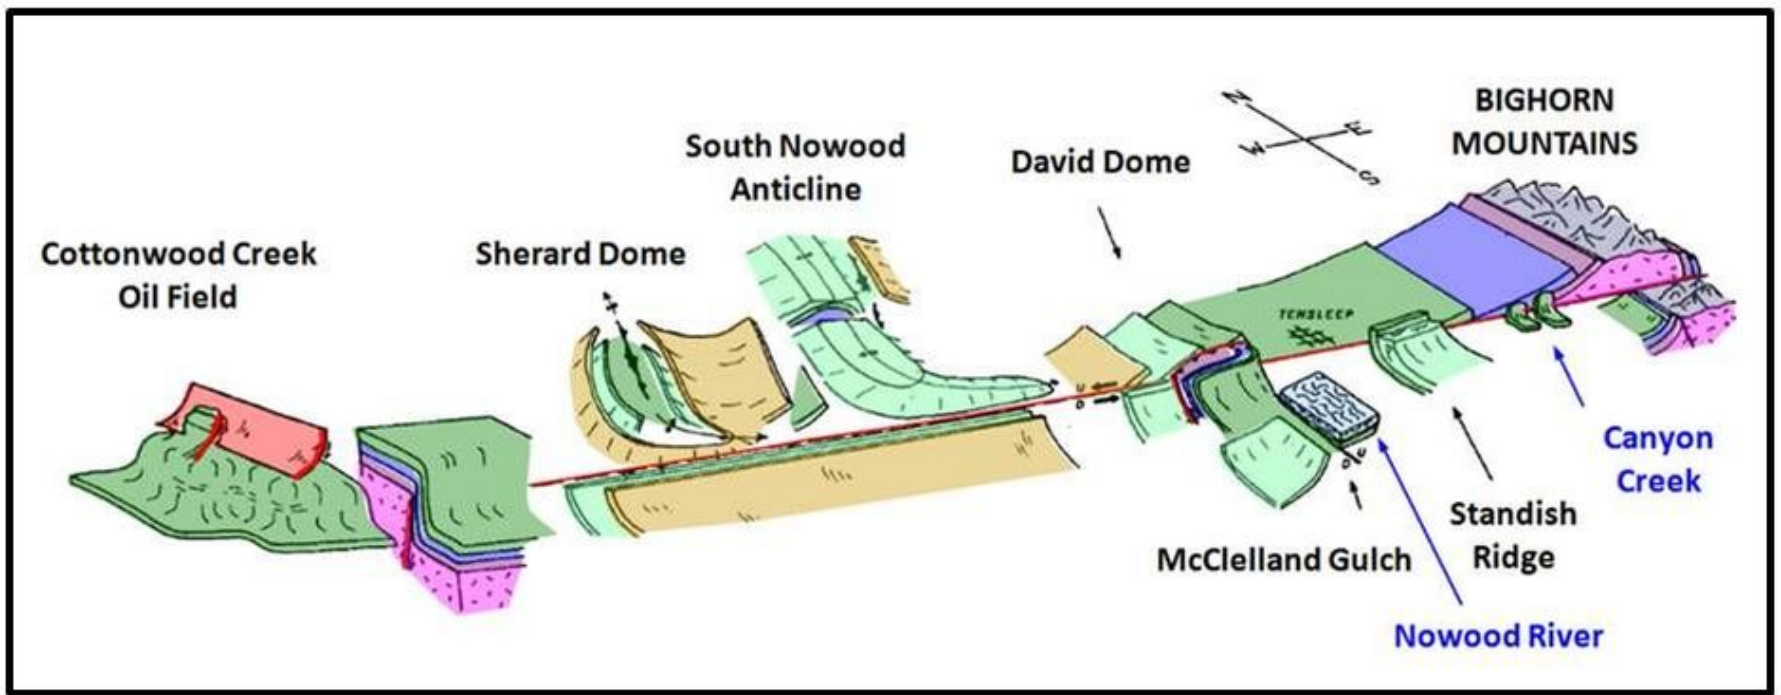 BIGHORN
MOUNTAINS
N
W
E
S
South Nowood
Anticline
David Dome
Cottonwood Creek
Oil Field
Sherard Dome
TENSLEEP
U
D
D U
Canyon
Creek
Standish
Ridge
McClelland Gulch
Nowood River